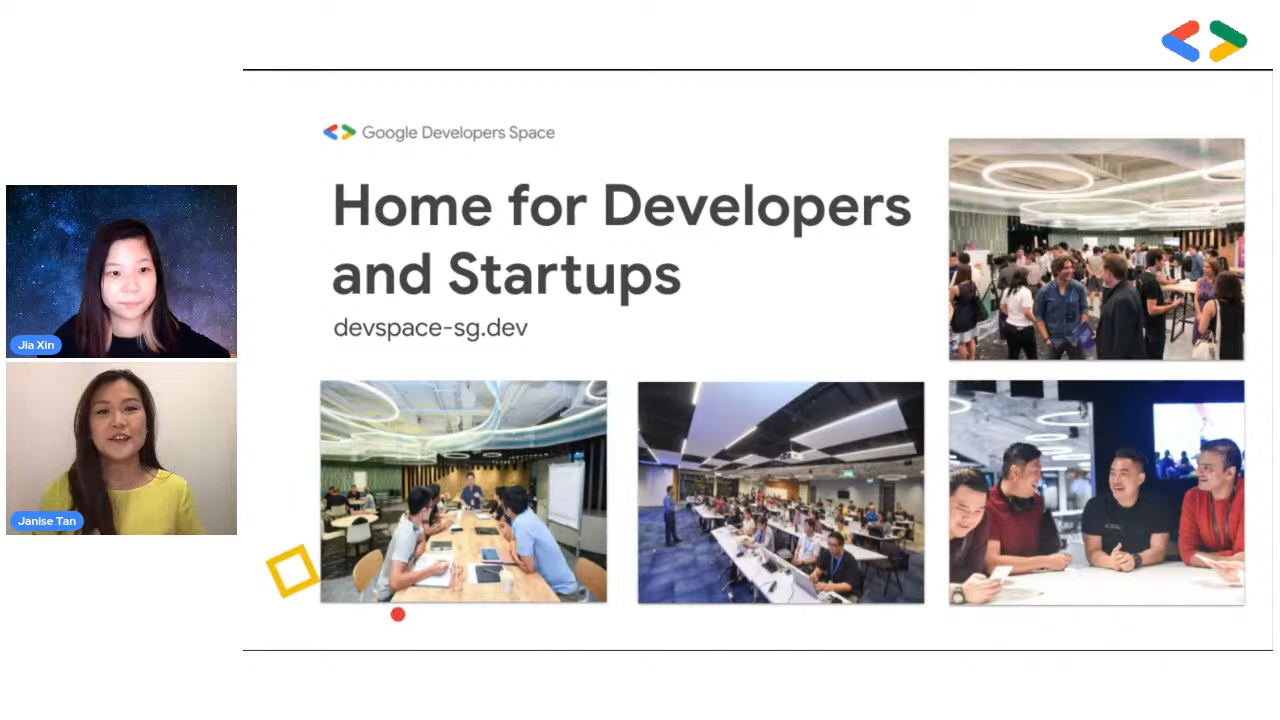 Google Developers Space
Home for Developers
and Startups
devspace-sg.dev
Jia Xin
Janise Tan